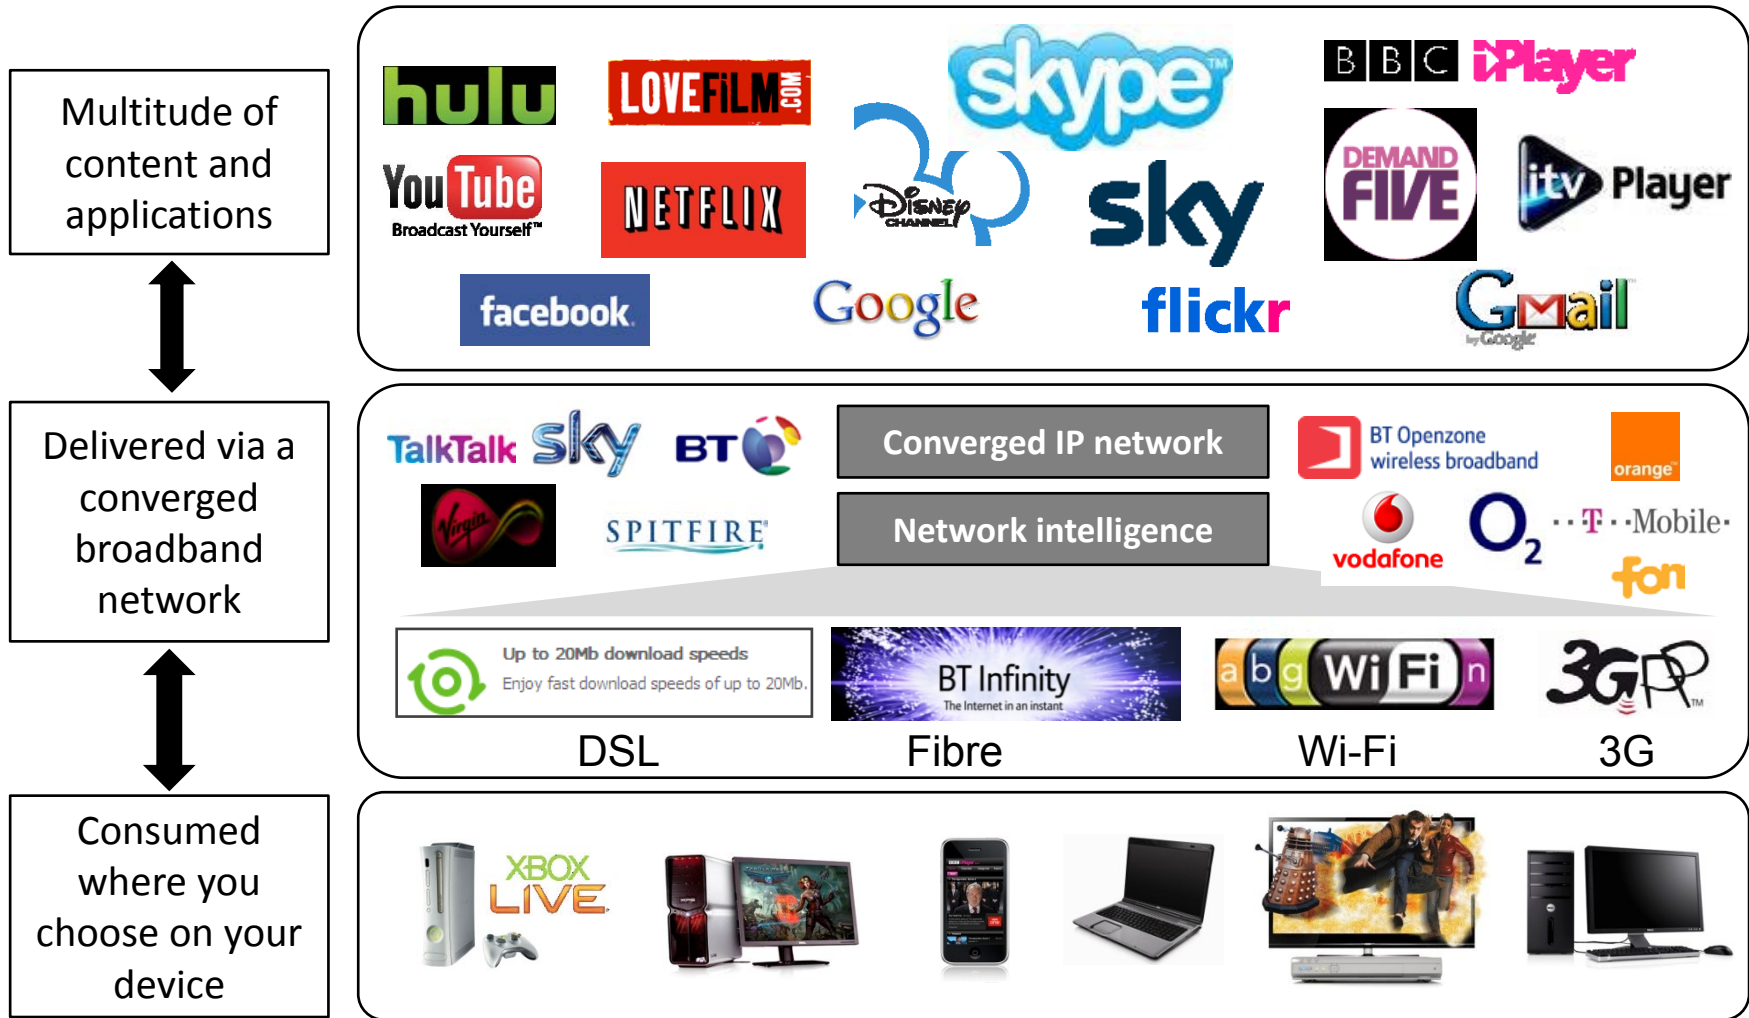 Multitude of
content and
applications
hulu
LOVEFiLM.COM
skype™
BBC iPlayer
YouTube
Broadcast Yourself™
NETFLIX
DISNEY
CHANNEL
sky
DEMAND
FIVE
itv Player
facebook
Google
flickr
Gmail
by Google
Delivered via a
converged
broadband
network
TalkTalk
sky
BT
Virgin
SPITFIRE
Converged IP network
Network intelligence
BT Openzone
wireless broadband
orange™
vodafone
O2
T-Mobile
fon
Up to 20Mb download speeds
Enjoy fast download speeds of up to 20Mb.
BT Infinity
The Internet in an instant
a b g WiFi n
3GPP™
DSL
Fibre
Wi-Fi
3G
Consumed
where you
choose on your
device
XBOX
LIVE